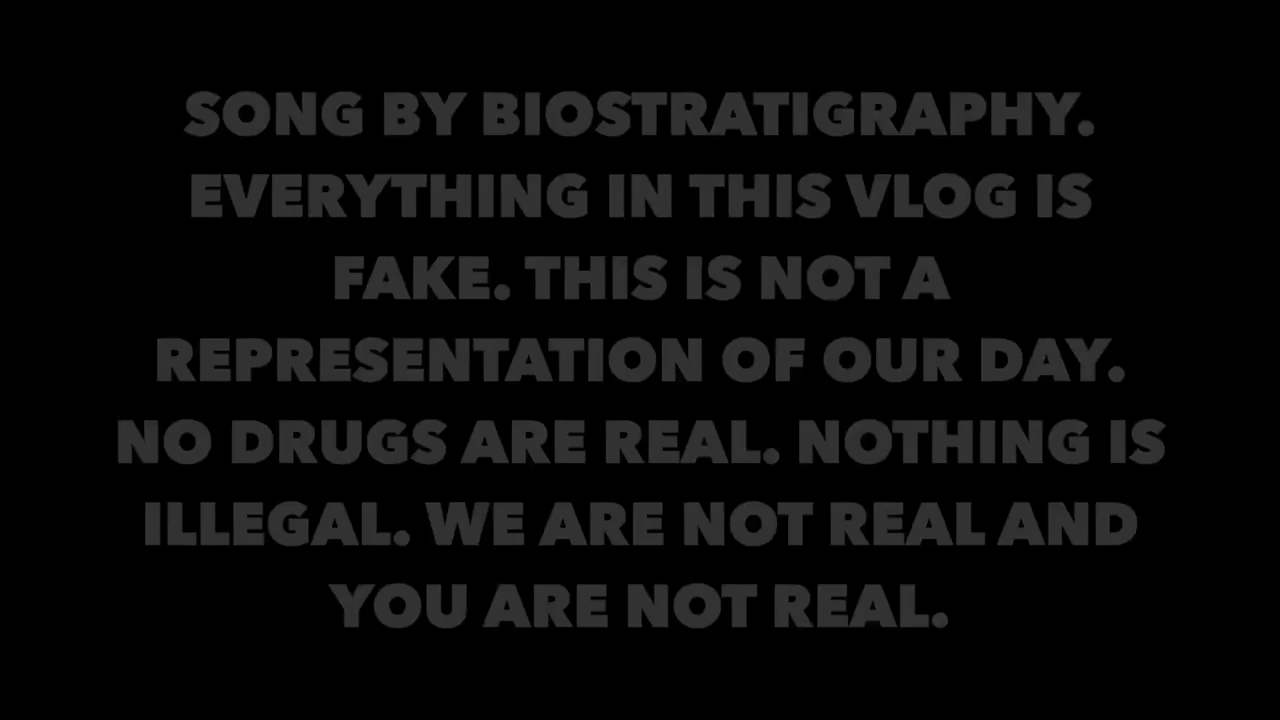 SONG BY BIOSTRATIGRAPHY.
EVERYTHING IN THIS VLOG IS
FAKE. THIS IS NOT A
REPRESENTATION OF OUR DAY.
NO DRUGS ARE REAL. NOTHING IS
ILLEGAL. WE ARE NOT REAL AND
YOU ARE NOT REAL.